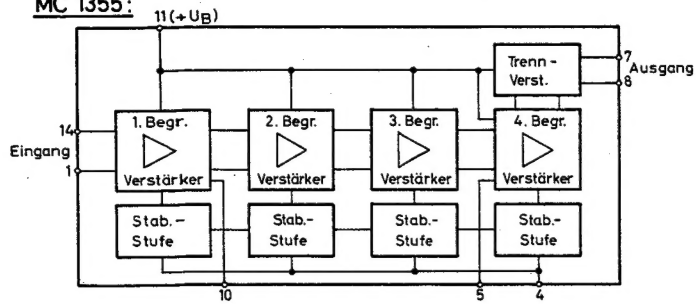 MC 1355:
11 (+UB)
Trenn-
Verst.
7
Ausgang
8
14
Eingang
1
1. Begr.
Verstärker
2. Begr.
Verstärker
3. Begr.
Verstärker
4. Begr.
Verstärker
Stab.-
Stufe
Stab.-
Stufe
Stab.-
Stufe
Stab.-
Stufe
10
5
4